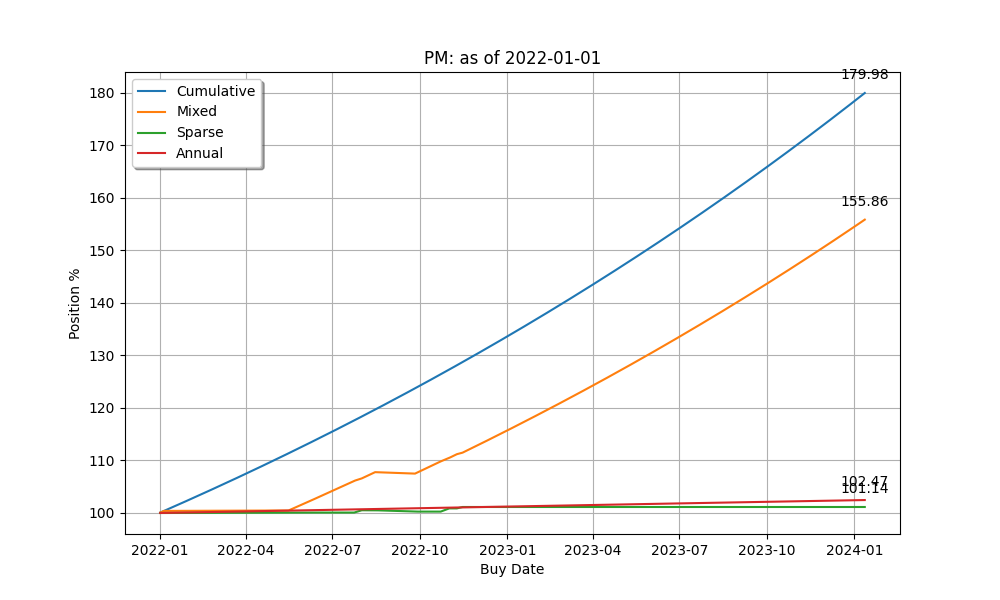 PM: as of 2022-01-01
179.98
Cumulative
Mixed
Sparse
Annual
155.86
102.47
101.14
180
170
160
150
140
130
120
110
100
Position %
2022-01 2022-04 2022-07 2022-10 2023-01 2023-04 2023-07 2023-10 2024-01
Buy Date